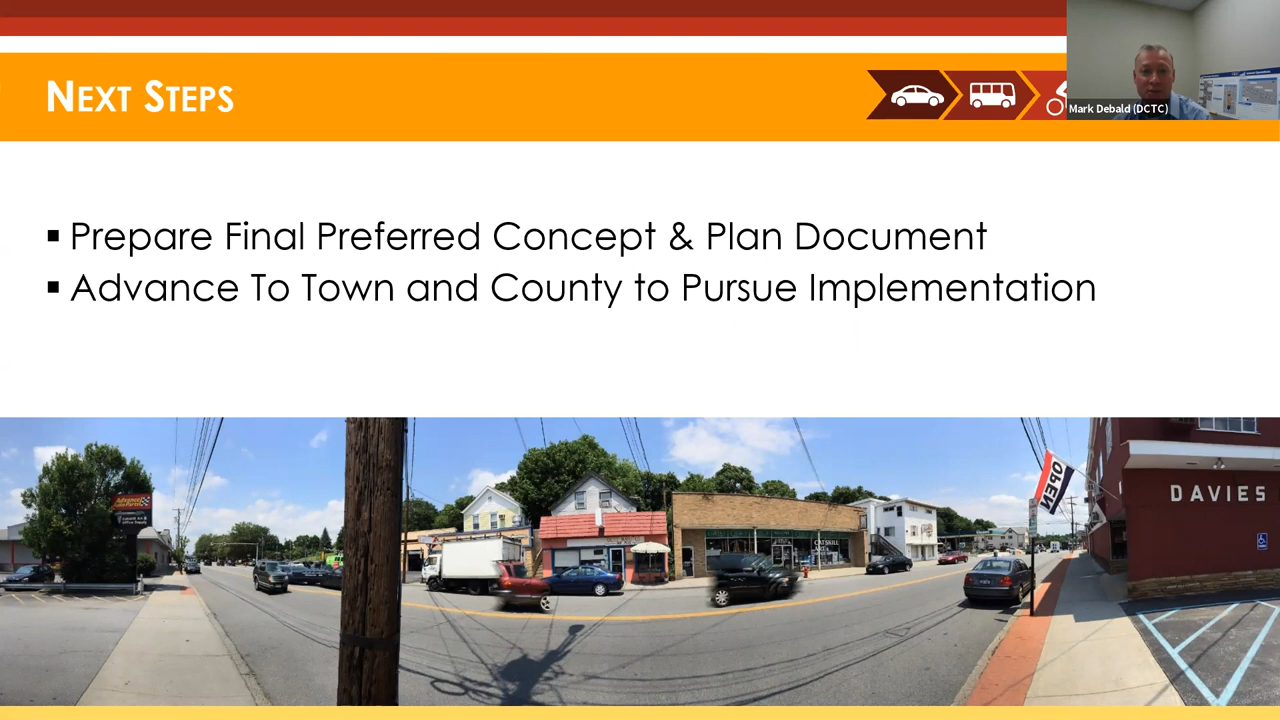 NEXT STEPS
Mark Debald (DCTC)
▪ Prepare Final Preferred Concept & Plan Document
▪ Advance To Town and County to Pursue Implementation
OPEN
DAVIES